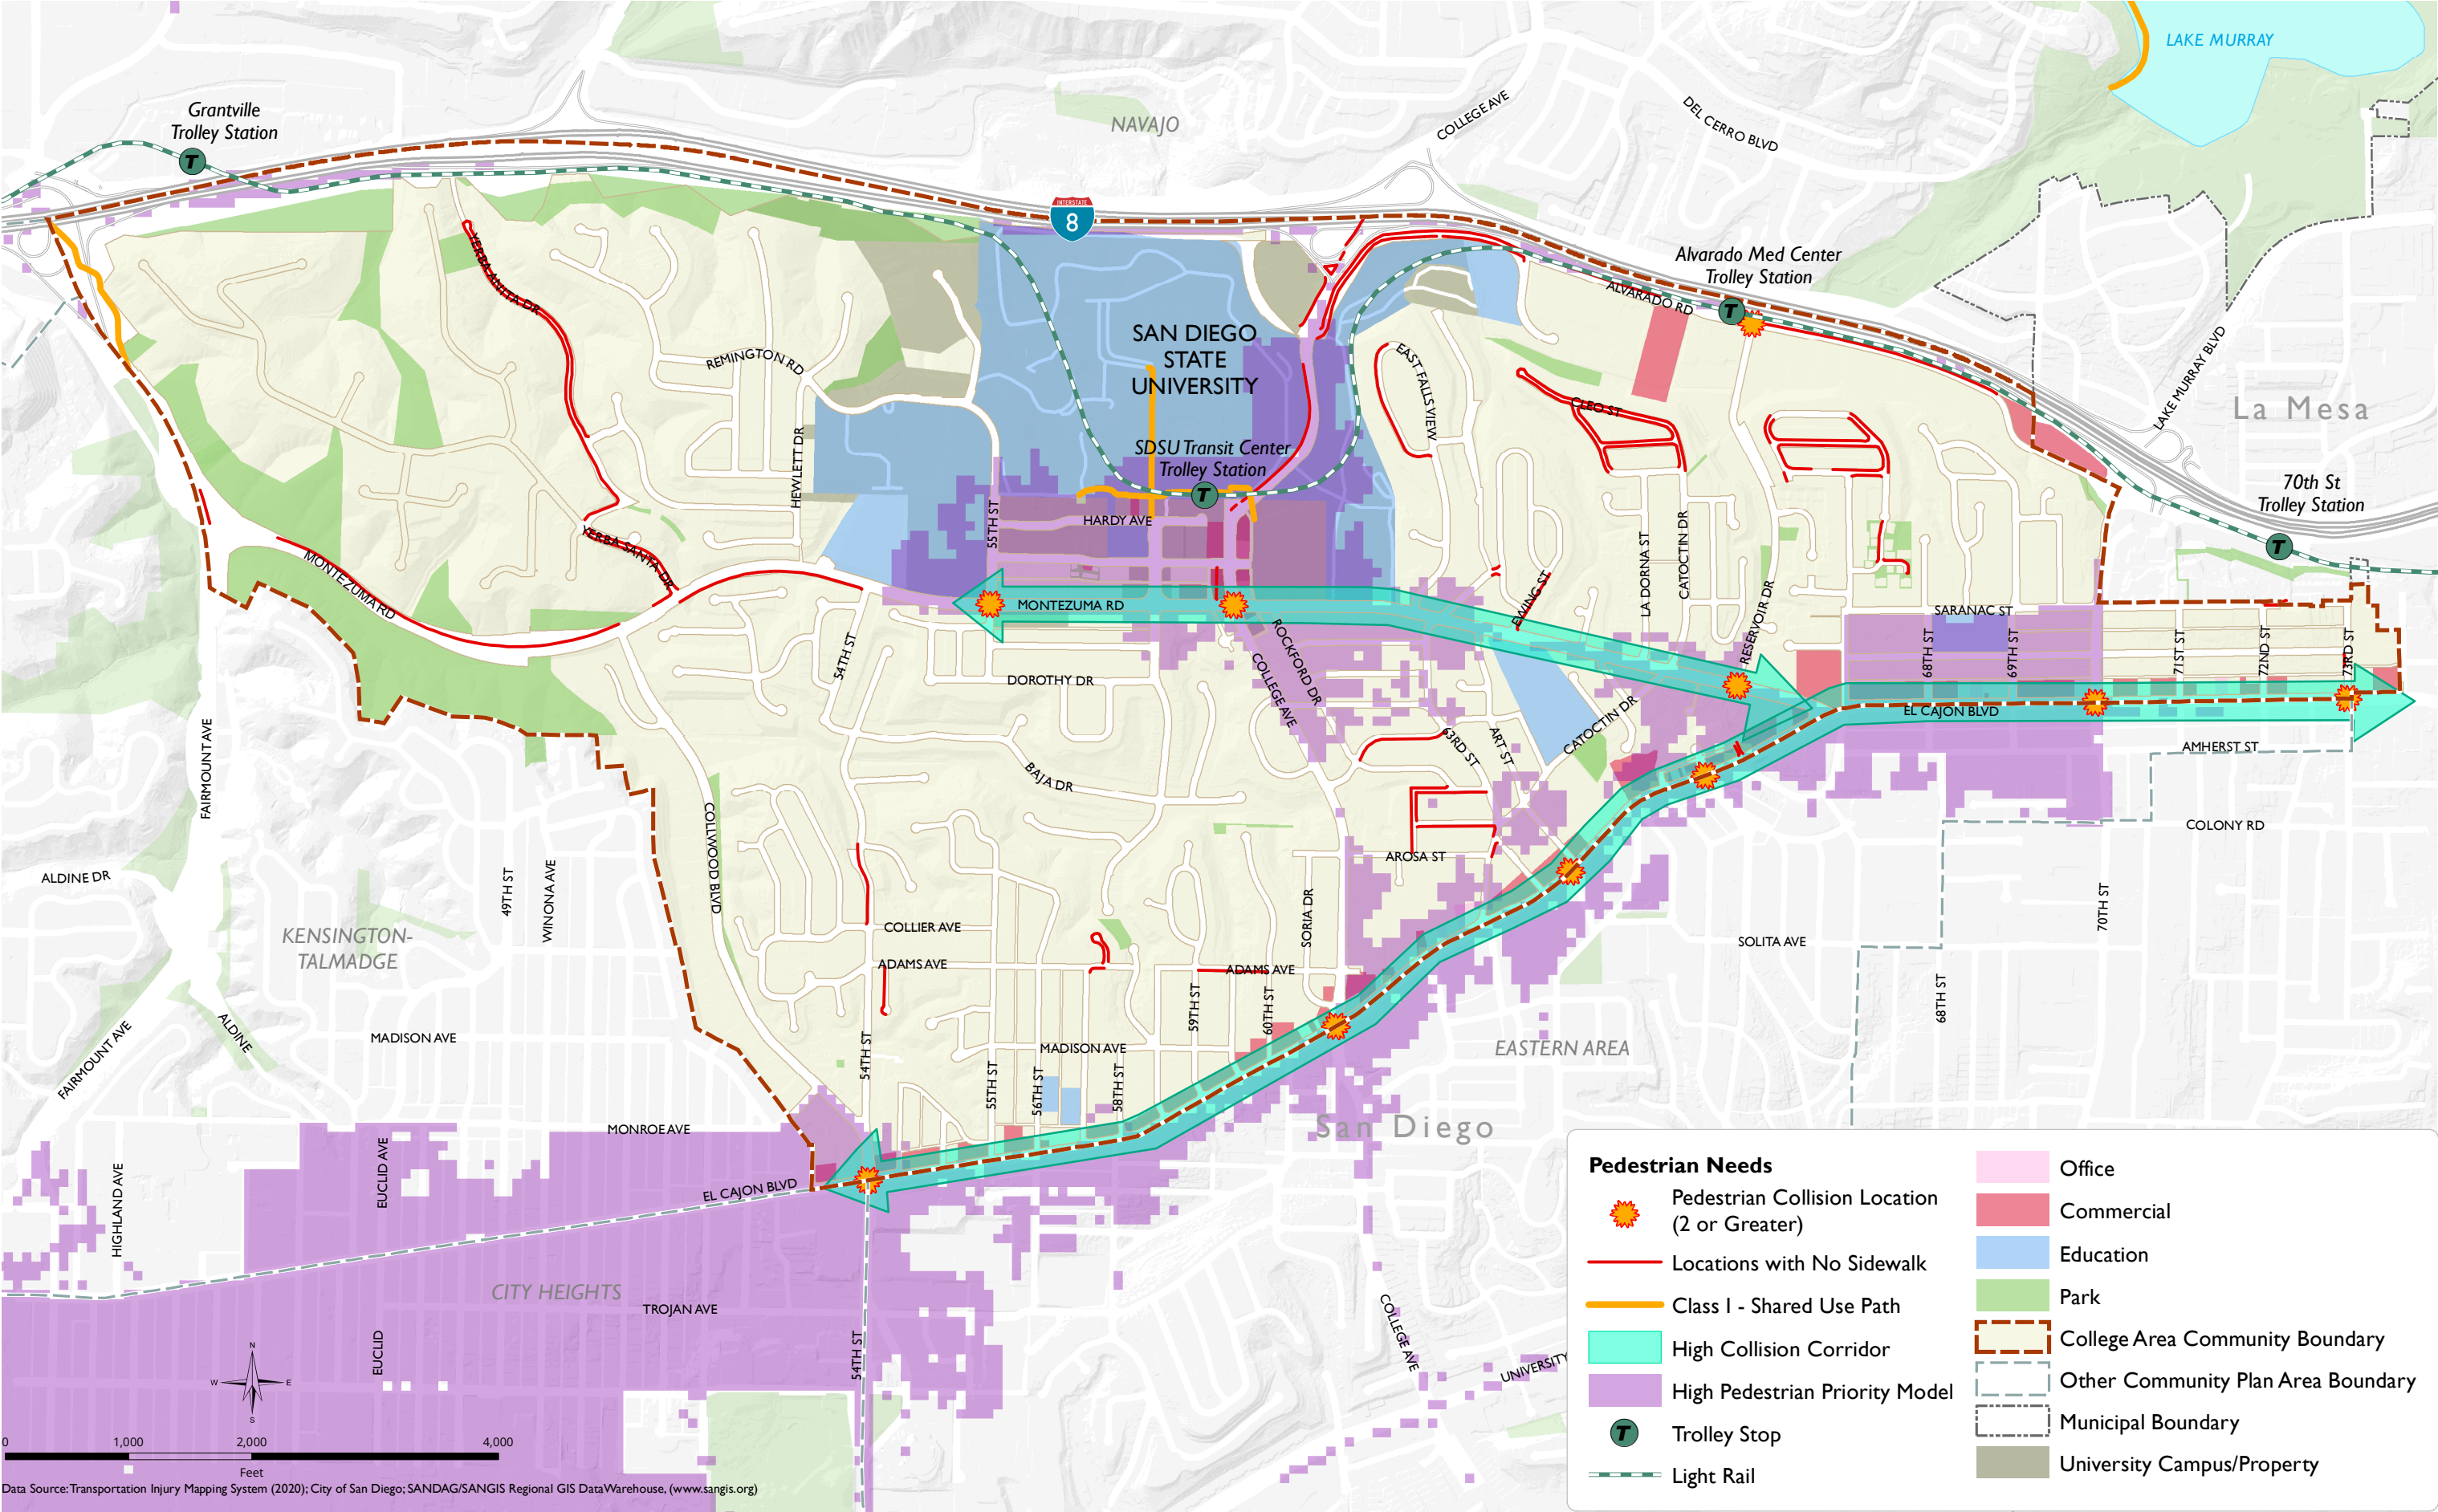 LAKE MURRAY
Grantville
Trolley Station
NAVAJO
COLLEGE AVE
DEL CERRO BLVD
INTERSTATE
8
Alvarado Med Center
Trolley Station
ALVARADO RD
YERBA ANITA DR
REMINGTON RD
SAN DIEGO
STATE
UNIVERSITY
EAST FALLS VIEW
CLEO ST
LAKE MURRAY BLVD
La Mesa
HEWLETT DR
SDSU Transit Center
Trolley Station
70th St
Trolley Station
55TH ST
HARDY AVE
YERBA SANTA DR
MONTEZUMA RD
MONTEZUMA RD
EWING ST
LA DORNA ST
CATOCTIN DR
RESERVOIR DR
SARANAC ST
68TH ST
69TH ST
71ST ST
72ND ST
73RD ST
54TH ST
DOROTHY DR
ROCKFORD DR
COLLEGE AVE
CATOCTIN DR
EL CAJON BLVD
AMHERST ST
FAIRMOUNT AVE
BAJA DR
63RD ST
ART ST
COLLWOOD BLVD
COLONY RD
ALDINE DR
49TH ST
WINONA AVE
AROSA ST
70TH ST
KENSINGTON-
TALMADGE
COLLIER AVE
SORIA DR
SOLITA AVE
ADAMS AVE
ADAMS AVE
59TH ST
60TH ST
68TH ST
FAIRMOUNT AVE
ALDINE
MADISON AVE
54TH ST
MADISON AVE
EASTERN AREA
55TH ST
56TH ST
58TH ST
MONROE AVE
San Diego
HIGHLAND AVE
EUCLID AVE
EL CAJON BLVD
CITY HEIGHTS
TROJAN AVE
EUCLID
54TH ST
COLLEGE AVE
UNIVERSITY
N
W
E
S
0 1,000 2,000 4,000
Feet
Data Source: Transportation Injury Mapping System (2020); City of San Diego; SANDAG/SANGIS Regional GIS Data Warehouse, (www.sangis.org)
Pedestrian Needs
Pedestrian Collision Location
(2 or Greater)
Locations with No Sidewalk
Class I - Shared Use Path
High Collision Corridor
High Pedestrian Priority Model
T
Trolley Stop
Light Rail
Office
Commercial
Education
Park
College Area Community Boundary
Other Community Plan Area Boundary
Municipal Boundary
University Campus/Property